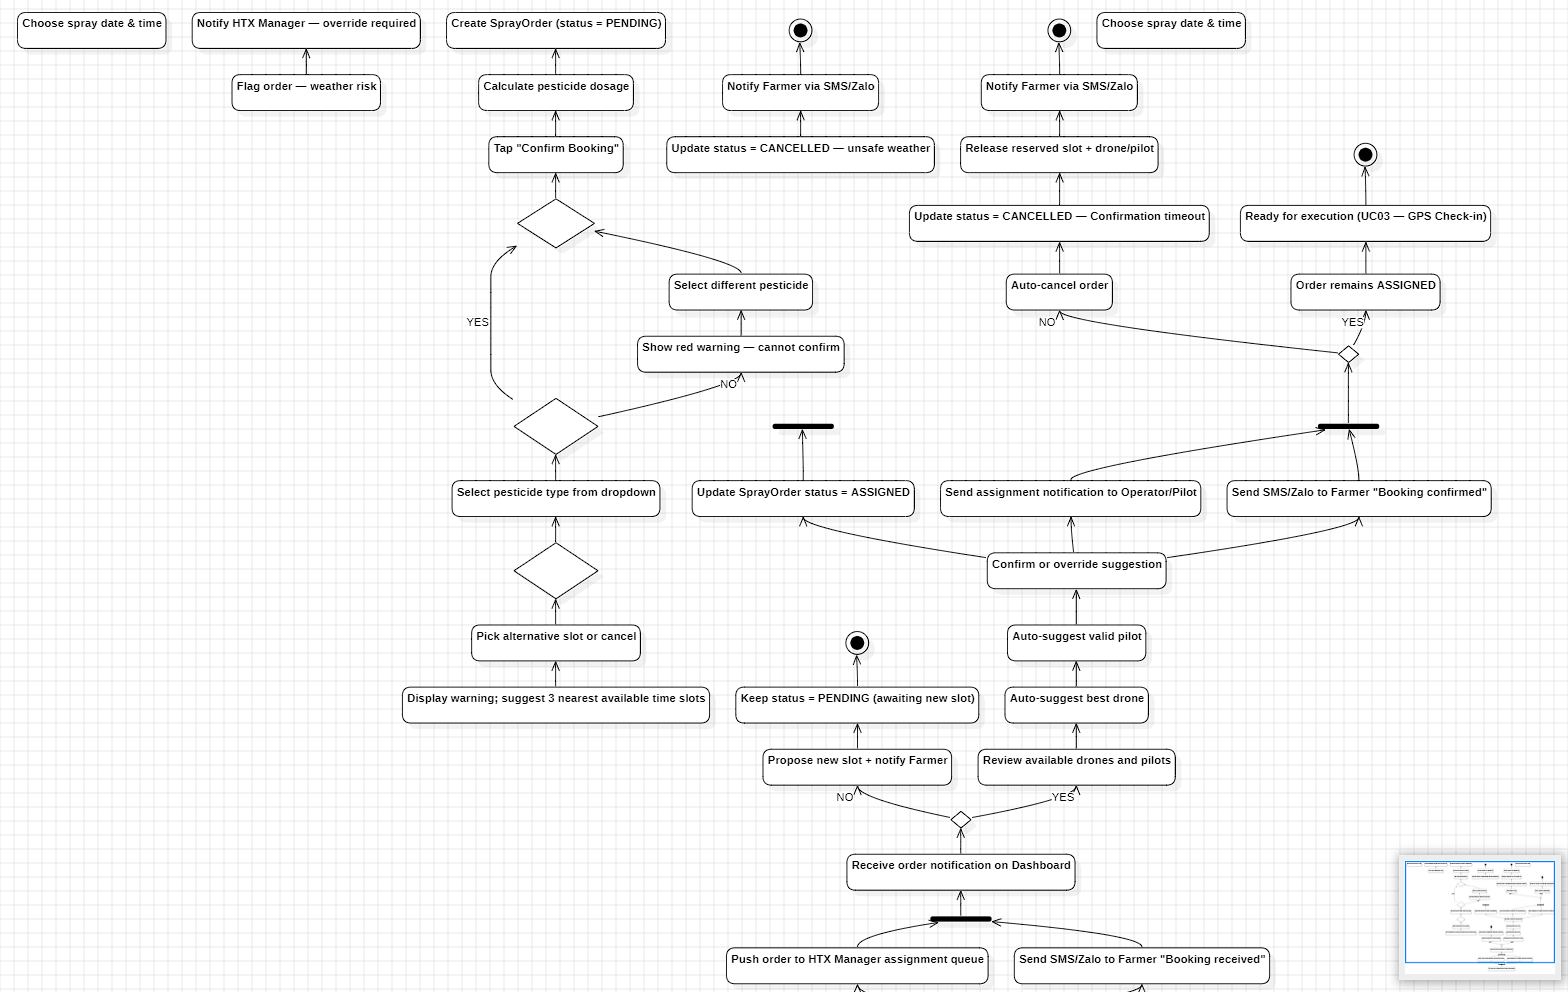 Choose spray date & time
Notify HTX Manager — override required
Create SprayOrder (status = PENDING)
Choose spray date & time
Flag order — weather risk
Calculate pesticide dosage
Notify Farmer via SMS/Zalo
Notify Farmer via SMS/Zalo
Tap "Confirm Booking"
Update status = CANCELLED — unsafe weather
Release reserved slot + drone/pilot
Update status = CANCELLED — Confirmation timeout
Ready for execution (UC03 — GPS Check-in)
Select different pesticide
Auto-cancel order
Order remains ASSIGNED
YES
NO
YES
Show red warning — cannot confirm
NO
Select pesticide type from dropdown
Update SprayOrder status = ASSIGNED
Send assignment notification to Operator/Pilot
Send SMS/Zalo to Farmer "Booking confirmed"
Confirm or override suggestion
Pick alternative slot or cancel
Auto-suggest valid pilot
Display warning; suggest 3 nearest available time slots
Keep status = PENDING (awaiting new slot)
Auto-suggest best drone
Propose new slot + notify Farmer
Review available drones and pilots
NO
YES
Receive order notification on Dashboard
Push order to HTX Manager assignment queue
Send SMS/Zalo to Farmer "Booking received"